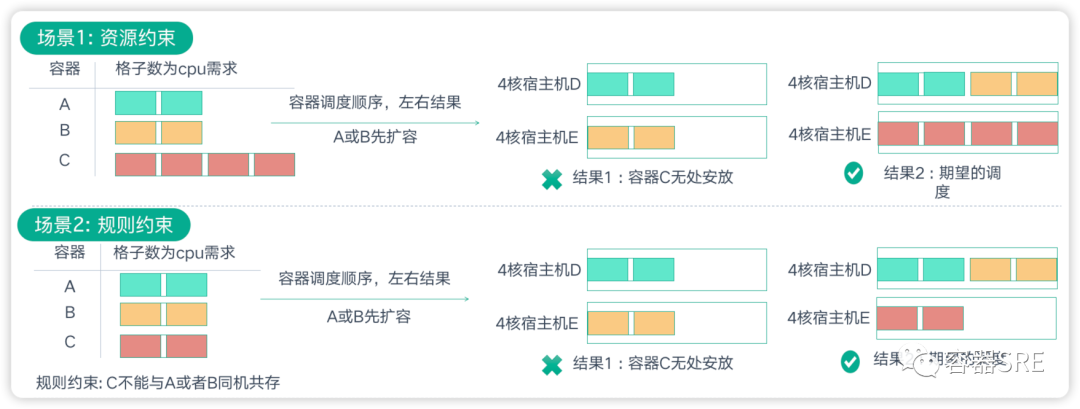 场景1: 资源约束
容器
格子数为cpu需求
A
B
C
容器调度顺序，左右结果
A或B先扩容
4核宿主机D
4核宿主机E
结果1：容器C无处安放
4核宿主机D
4核宿主机E
结果2：期望的调
度
场景2: 规则约束
容器
格子数为cpu需求
A
B
C
规则约束: C不能与A或者B同机共存
容器调度顺序，左右结果
A或B先扩容
4核宿主机D
4核宿主机E
结果1：容器C无处安放
4核宿主机D
4核宿主机E
结
容器SRE